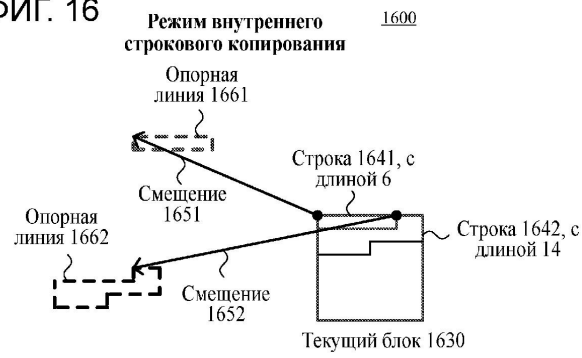 ФИГ. 16
Режим внутреннего
строкового копирования
1600
Опорная
линия 1661
Строка 1641, с
длиной 6
Смещение
1651
Опорная
линия 1662
Строка 1642, с
длиной 14
Смещение
1652
Текущий блок 1630